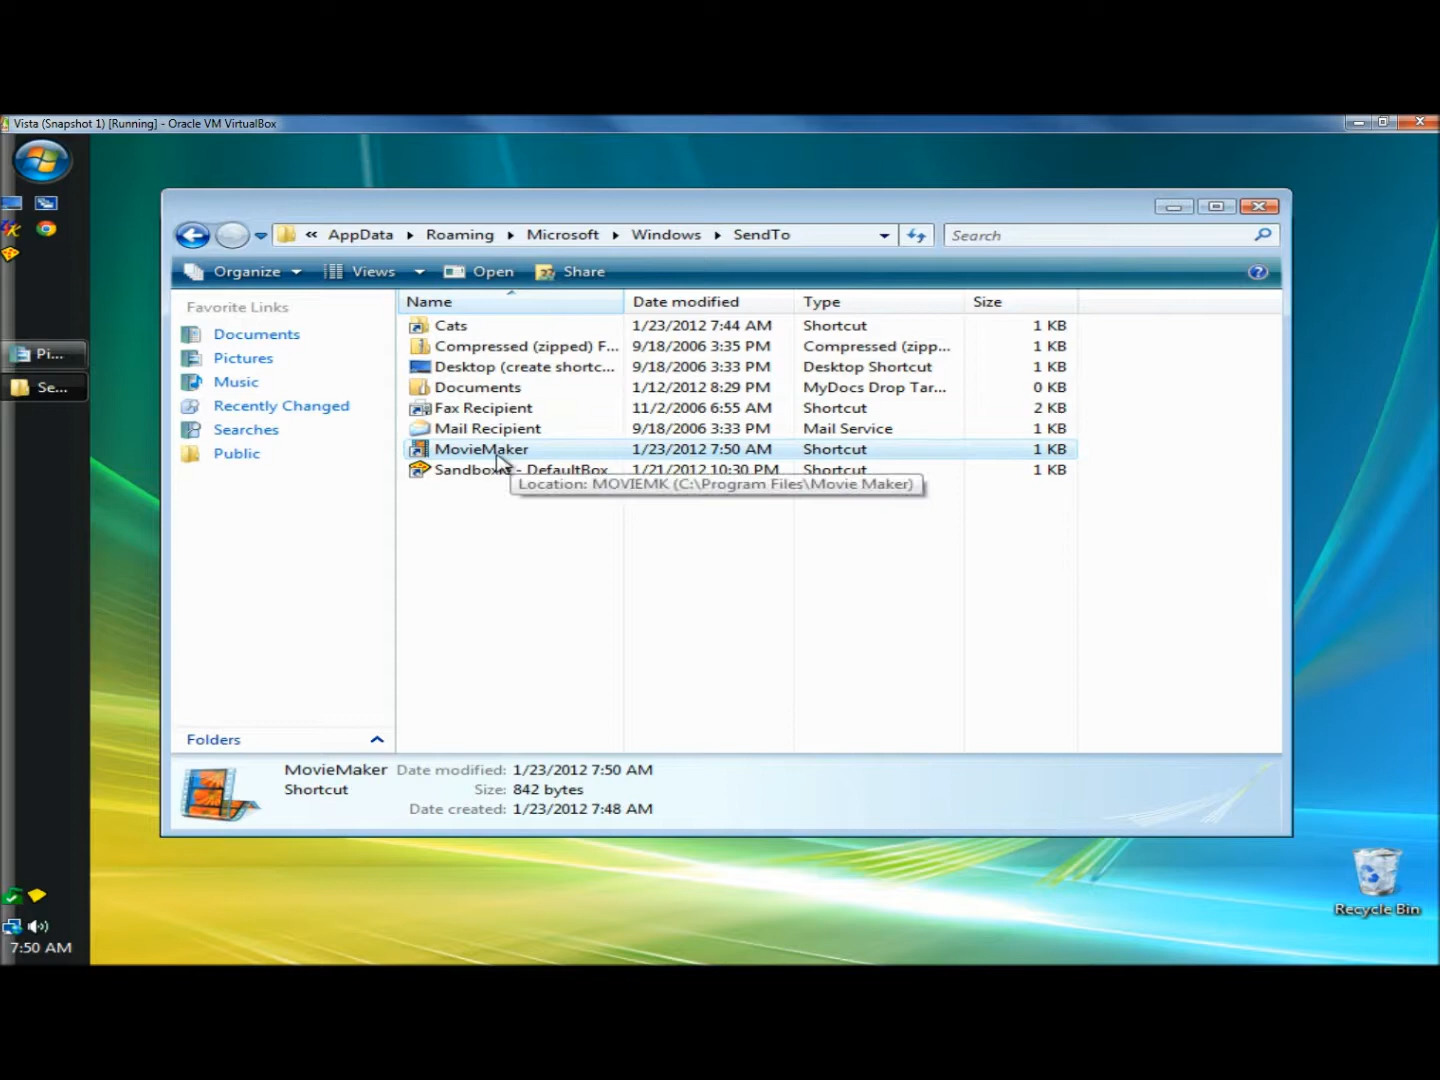 Vista (Snapshot 1) [Running] - Oracle VM VirtualBox
« AppData ▸ Roaming ▸ Microsoft ▸ Windows ▸ SendTo
Search
Organize Views Open Share
Favorite Links
Documents
Pictures
Music
Recently Changed
Searches
Public
Folders
Name Date modified Type Size
Cats 1/23/2012 7:44 AM Shortcut 1 KB
Compressed (zipped) F... 9/18/2006 3:35 PM Compressed (zipp... 1 KB
Desktop (create shortc... 9/18/2006 3:33 PM Desktop Shortcut 1 KB
Documents 1/12/2012 8:29 PM MyDocs Drop Tar... 0 KB
Fax Recipient 11/2/2006 6:55 AM Shortcut 2 KB
Mail Recipient 9/18/2006 3:33 PM Mail Service 1 KB
MovieMaker 1/23/2012 7:50 AM Shortcut 1 KB
- DefaultBox 1/21/2012 10:30 PM Shortcut 1 KB
Location: MOVIEMK (C:\Program Files\Movie Maker)
MovieMaker Date modified: 1/23/2012 7:50 AM
Shortcut Size: 842 bytes
Date created: 1/23/2012 7:48 AM
Pi...
Se...
7:50 AM
Recycle Bin